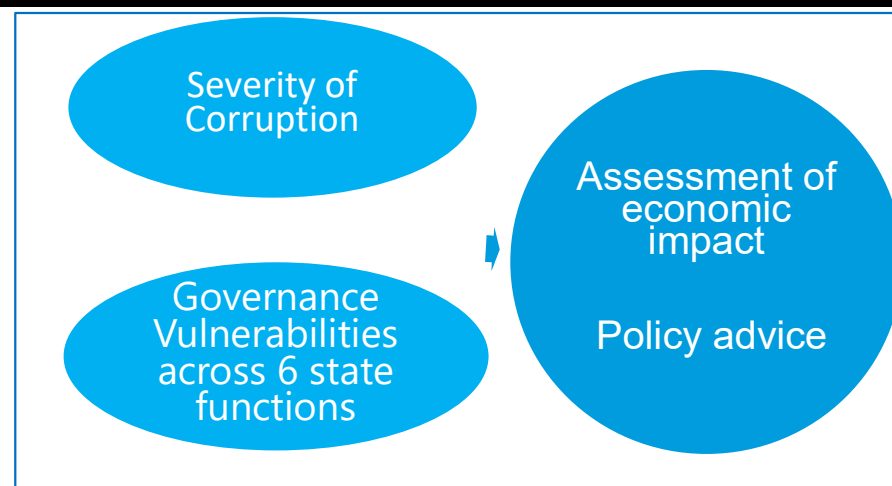 Severity of
Corruption
Governance
Vulnerabilities
across 6 state
functions
Assessment of
economic
impact
Policy advice